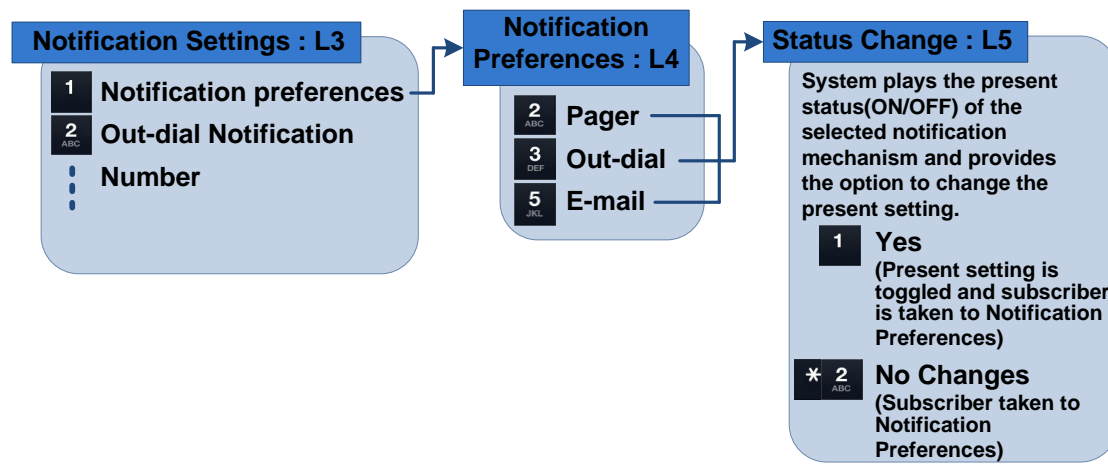 Notification Settings : L3
1 Notification preferences
2 ABC Out-dial Notification
Number
Notification
Preferences : L4
2 ABC Pager
3 DEF Out-dial
5 JKL E-mail
Status Change : L5
System plays the present
status(ON/OFF) of the
selected notification
mechanism and provides
the option to change the
present setting.
1 Yes
(Present setting is
toggled and subscriber
is taken to Notification
Preferences)
* 2 ABC No Changes
(Subscriber taken to
Notification
Preferences)